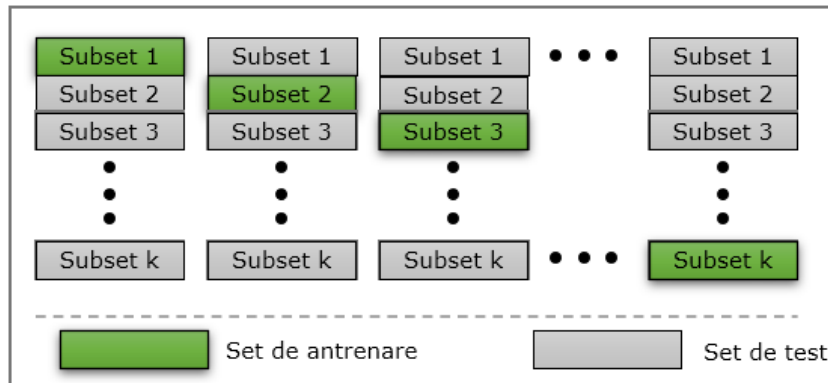 Subset 1 Subset 1 Subset 1 Subset 1
Subset 2 Subset 2 Subset 2 Subset 2
Subset 3 Subset 3 Subset 3 Subset 3
Subset k Subset k Subset k Subset k
Set de antrenare Set de test